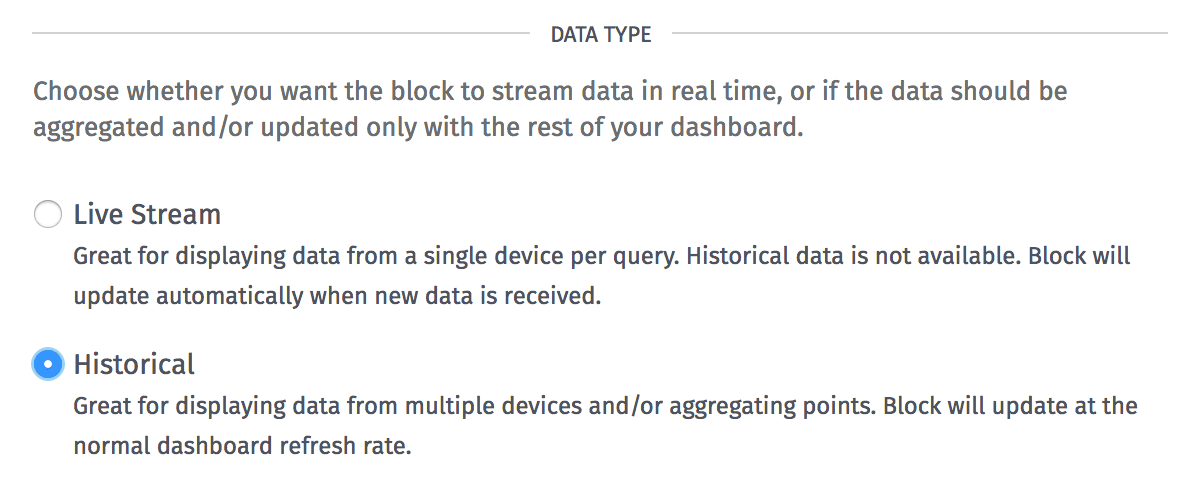 DATA TYPE
Choose whether you want the block to stream data in real time, or if the data should be
aggregated and/or updated only with the rest of your dashboard.
Live Stream
Great for displaying data from a single device per query. Historical data is not available. Block will
update automatically when new data is received.
Historical
Great for displaying data from multiple devices and/or aggregating points. Block will update at the
normal dashboard refresh rate.